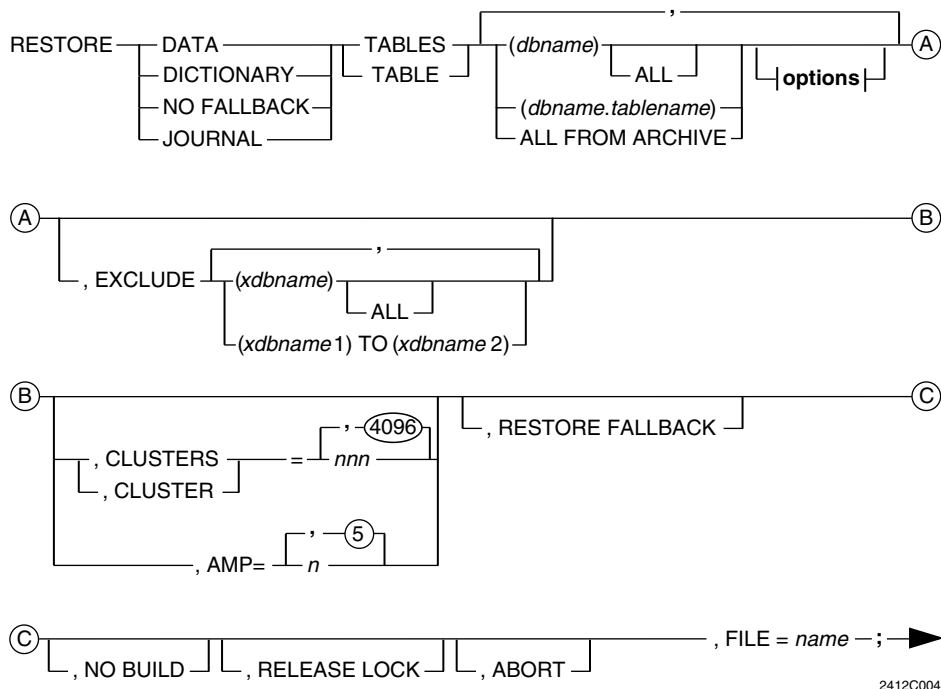 ,
RESTORE DATA TABLES (dbname) A
DICTIONARY TABLE ALL options
NO FALLBACK (dbname.tablename)
JOURNAL ALL FROM ARCHIVE
A B
,
, EXCLUDE (xdbname)
ALL
(xdbname1) TO (xdbname2)
B C
, 4096 , RESTORE FALLBACK
, CLUSTERS = nnn
, CLUSTER
, 5
, AMP= n
C , FILE = name ;
, NO BUILD , RELEASE LOCK , ABORT
2412C004